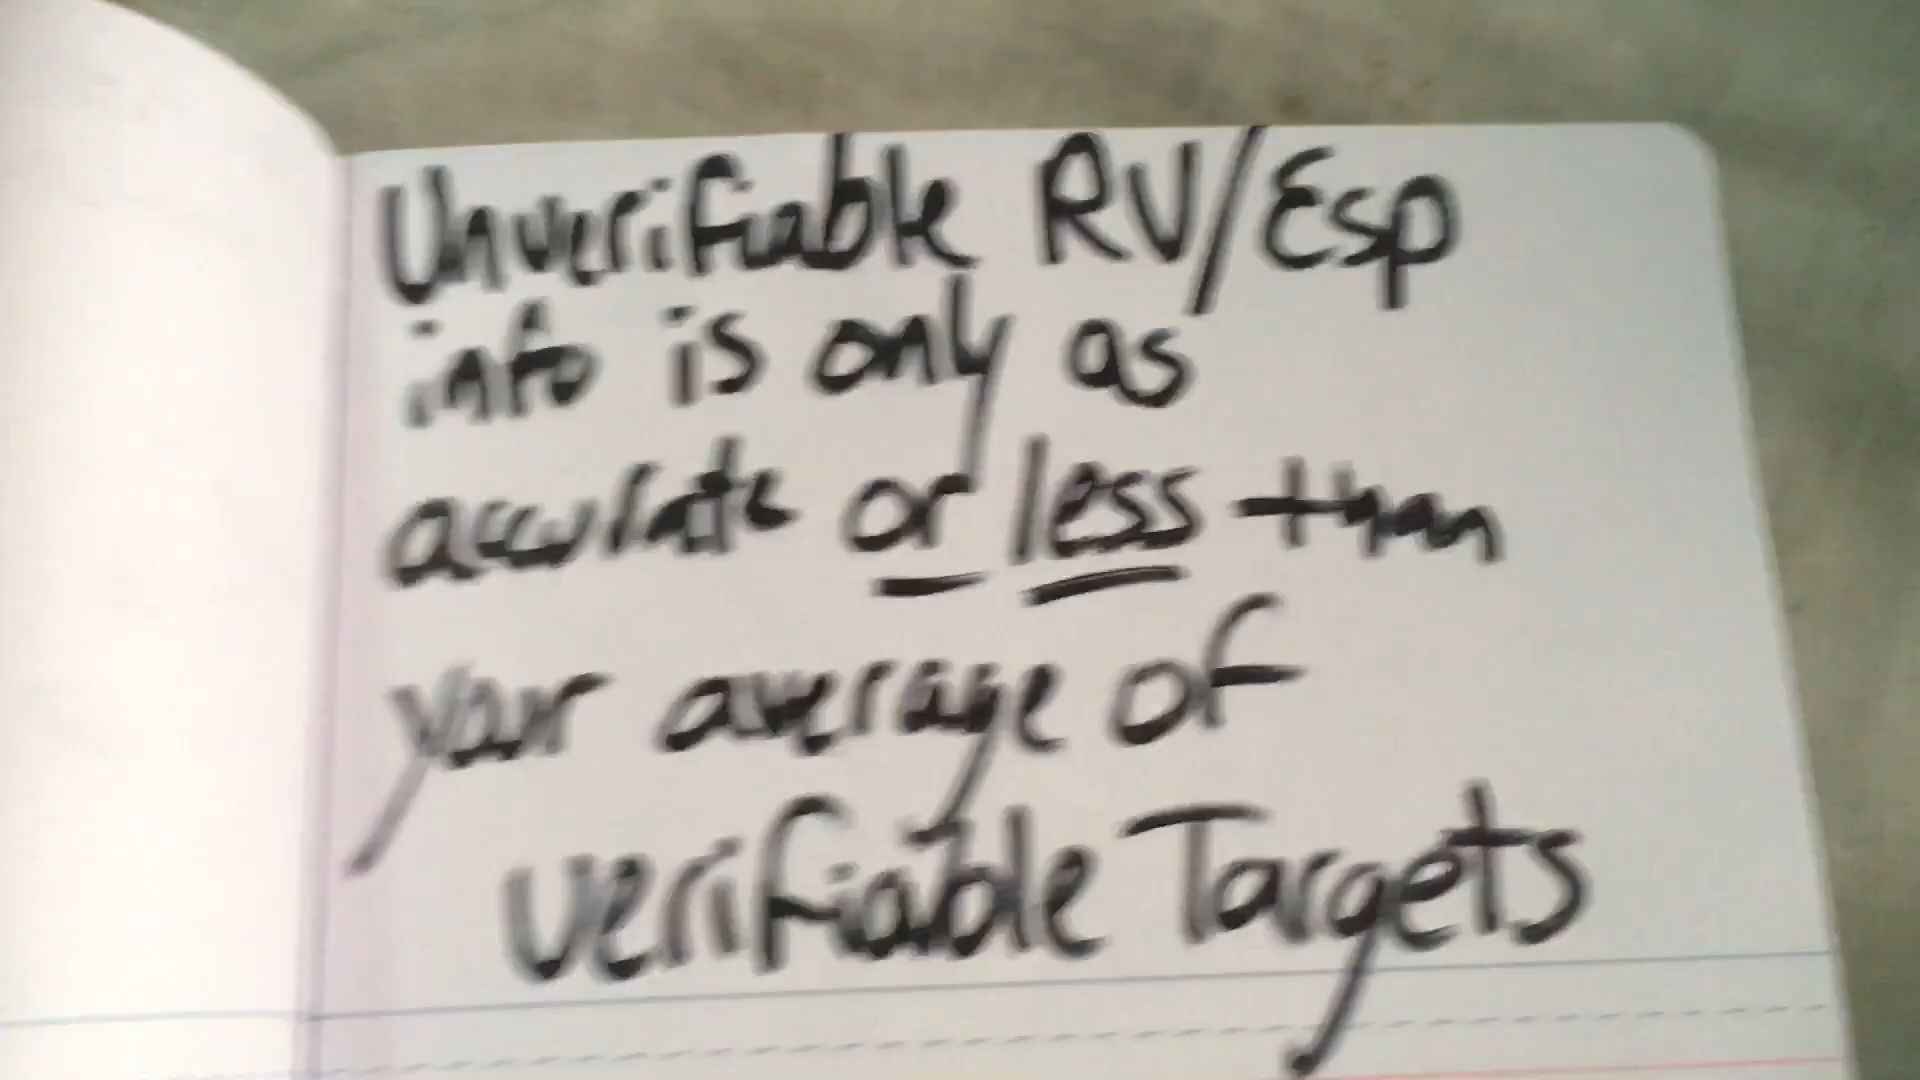 Unverifiable RV/Esp
info is only as
accurate or less than
your average of
verifiable Targets